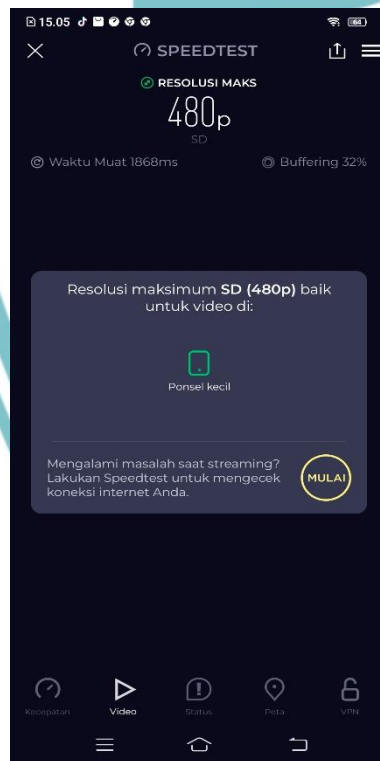 15.05
64
SPEEDTEST
RESOLUSI MAKS
480p
SD
Waktu Muat 1868ms
Buffering 32%
Resolusi maksimum SD (480p) baik
untuk video di:
Ponsel kecil
Mengalami masalah saat streaming?
Lakukan Speedtest untuk mengecek
koneksi internet Anda.
MULAI
Kecepatan
Video
Status
Peta
VPN